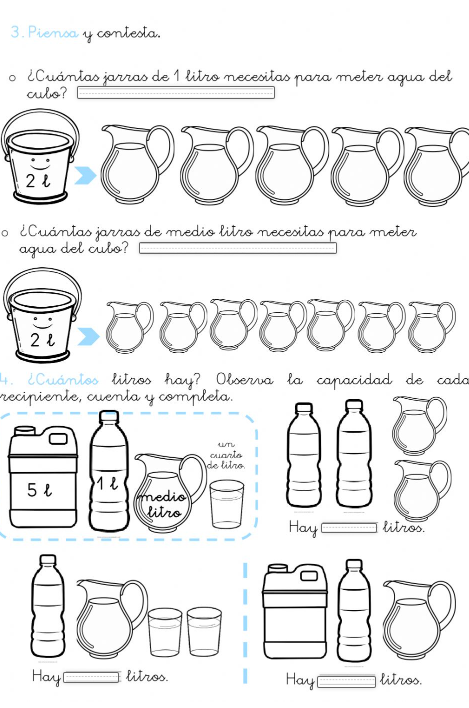 3. Piensa y contesta.
o ¿Cuántas jarras de 1 litro necesitas para meter agua del
cubo?
2 l
o ¿Cuántas jarras de medio litro necesitas para meter
agua del cubo?
2 l
4. ¿Cuántos litros hay? Observa la capacidad de cada
recipiente, cuenta y completa.
5 l
1 l
medio
litro
un
cuarto
de litro.
Hay litros.
Hay litros.
Hay litros.